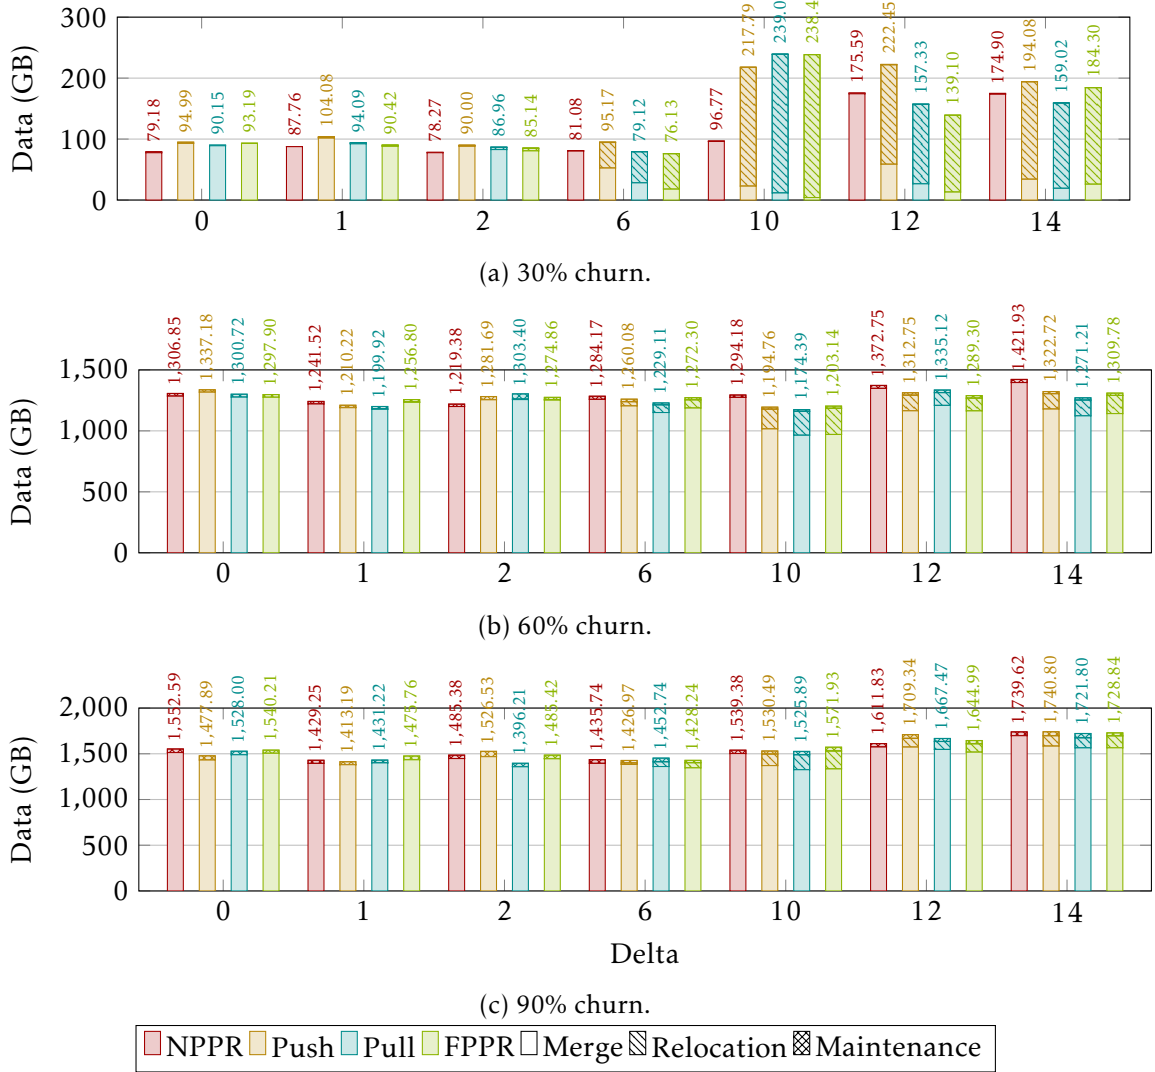 Data (GB)
300
200
100
0
79.18 94.99 90.15 93.19 87.76 104.08 94.09 90.42 78.27 90.00 86.96 85.14 81.08 95.17 79.12 76.13 96.77 217.79 239.0 238.4 175.59 222.45 157.33 139.10 174.90 194.08 159.02 184.30
0 1 2 6 10 12 14
(a) 30% churn.
Data (GB)
1,500
1,000
500
0
1,306.85 1,337.18 1,300.72 1,297.90 1,241.52 1,210.22 1,199.92 1,256.80 1,219.38 1,281.69 1,303.40 1,274.86 1,284.17 1,260.08 1,229.11 1,272.30 1,294.18 1,194.76 1,174.39 1,203.14 1,372.75 1,312.75 1,335.12 1,289.30 1,421.93 1,322.72 1,271.21 1,309.78
0 1 2 6 10 12 14
(b) 60% churn.
Data (GB)
2,000
1,500
1,000
500
0
1,552.59 1,477.89 1,528.00 1,540.21 1,429.25 1,413.19 1,431.22 1,475.76 1,485.38 1,526.53 1,396.21 1,485.42 1,435.74 1,426.97 1,452.74 1,428.24 1,539.38 1,530.49 1,525.89 1,571.93 1,611.83 1,709.34 1,667.47 1,644.99 1,739.62 1,740.80 1,721.80 1,728.84
0 1 2 6 10 12 14
Delta
(c) 90% churn.
NPPR Push Pull FPPR Merge Relocation Maintenance